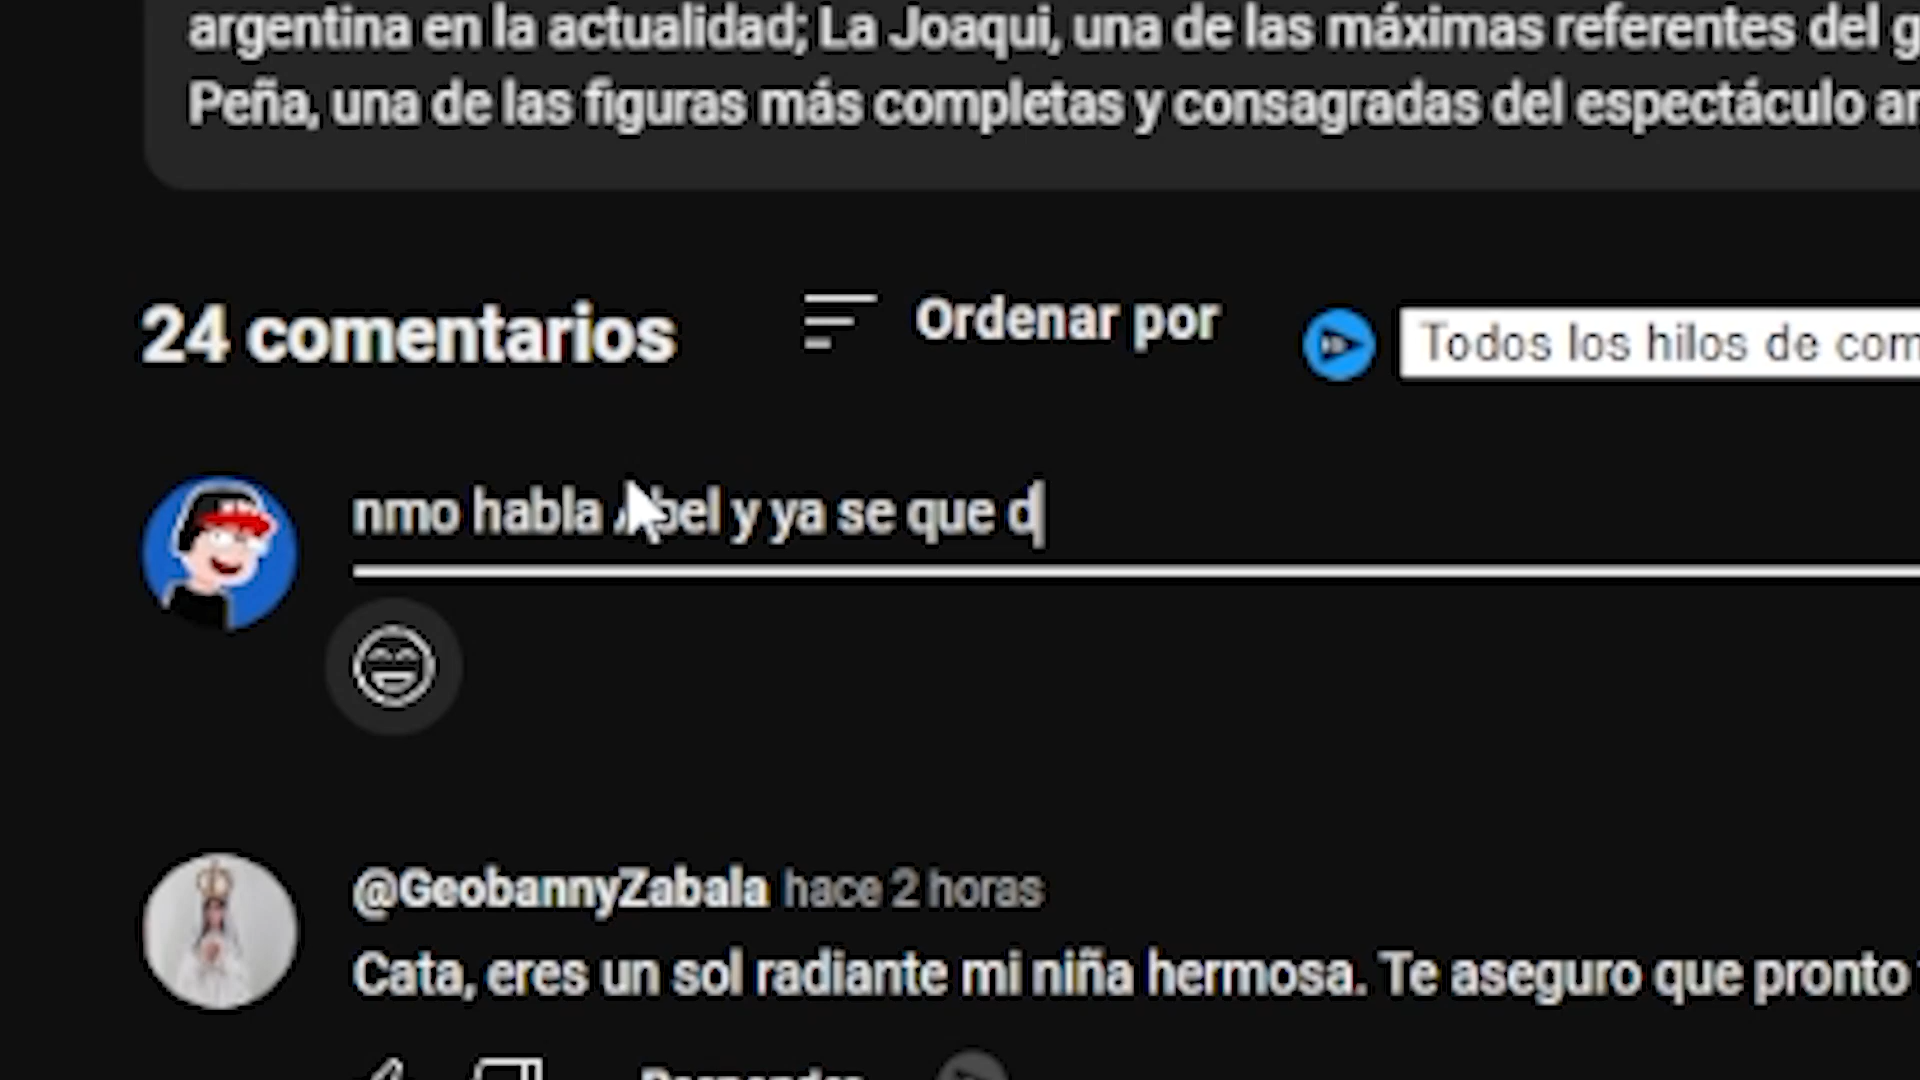 argentina en la actualidad; La Joaqui, una de las máximas referentes del g
Peña, una de las figuras más completas y consagradas del espectáculo ar
24 comentarios
Ordenar por
Todos los hilos de com
nmo habla Abel y ya se que d
@GeobannyZabala hace 2 horas
Cata, eres un sol radiante mi niña hermosa. Te aseguro que pronto
Responder